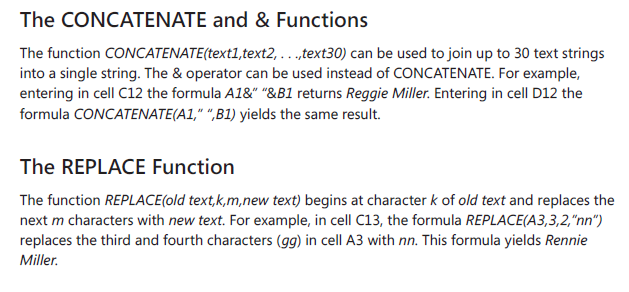 The CONCATENATE and & Functions
The function CONCATENATE(text1,text2, . . .,text30) can be used to join up to 30 text strings
into a single string. The & operator can be used instead of CONCATENATE. For example,
entering in cell C12 the formula A1&” “&B1 returns Reggie Miller. Entering in cell D12 the
formula CONCATENATE(A1,” “,B1) yields the same result.
The REPLACE Function
The function REPLACE(old text,k,m,new text) begins at character k of old text and replaces the
next m characters with new text. For example, in cell C13, the formula REPLACE(A3,3,2,”nn”)
replaces the third and fourth characters (gg) in cell A3 with nn. This formula yields Rennie
Miller.